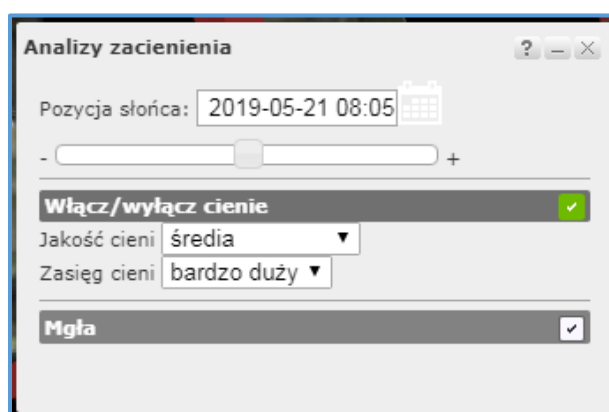 Analizy zacienienia ? – ×
Pozycja słońca: 2019-05-21 08:05
- +
Włącz/wyłącz cienie
Jakość cieni średia
Zasięg cieni bardzo duży
Mgła